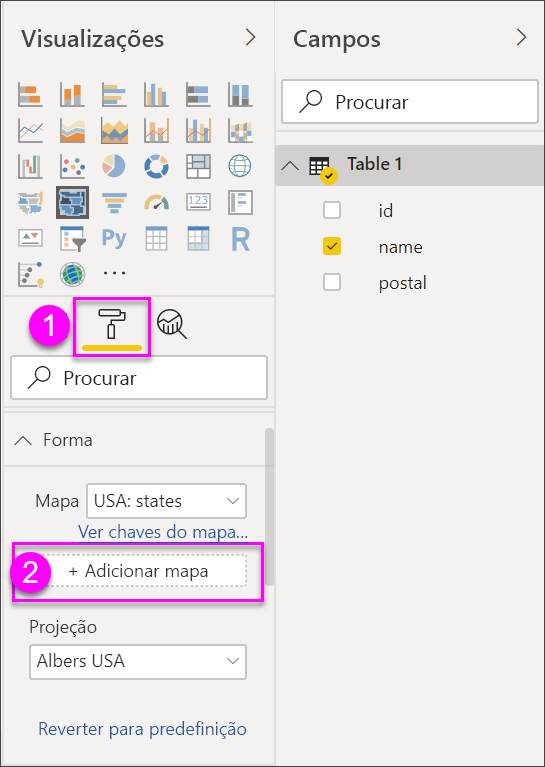 Visualizações
Campos
Procurar
Table 1
id
name
postal
123
Py
R
1
Procurar
Forma
Mapa
USA: states
Ver chaves do mapa...
2
+ Adicionar mapa
Projeção
Albers USA
Reverter para predefinição